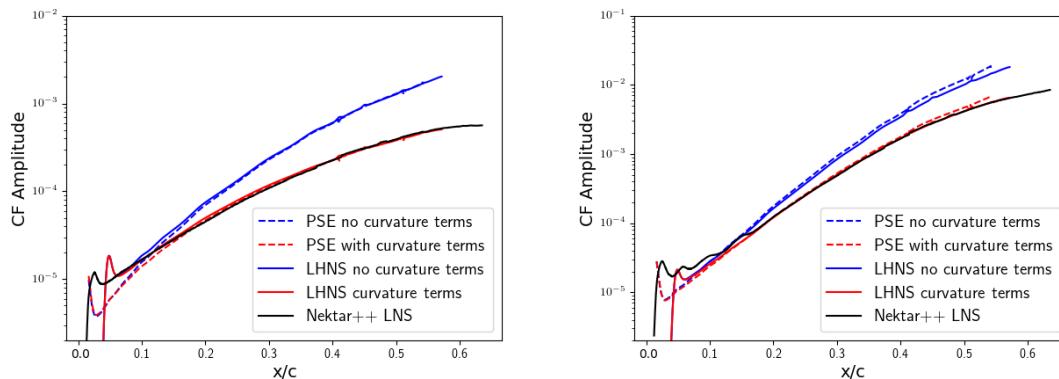 10⁻²
10⁻³
10⁻⁴
10⁻⁵
CF Amplitude
PSE no curvature terms
PSE with curvature terms
LHNS no curvature terms
LHNS curvature terms
Nektar++ LNS
0.0 0.1 0.2 0.3 0.4 0.5 0.6
x/c
10⁻¹
10⁻²
10⁻³
10⁻⁴
10⁻⁵
CF Amplitude
PSE no curvature terms
PSE with curvature terms
LHNS no curvature terms
LHNS curvature terms
Nektar++ LNS
0.0 0.1 0.2 0.3 0.4 0.5 0.6
x/c